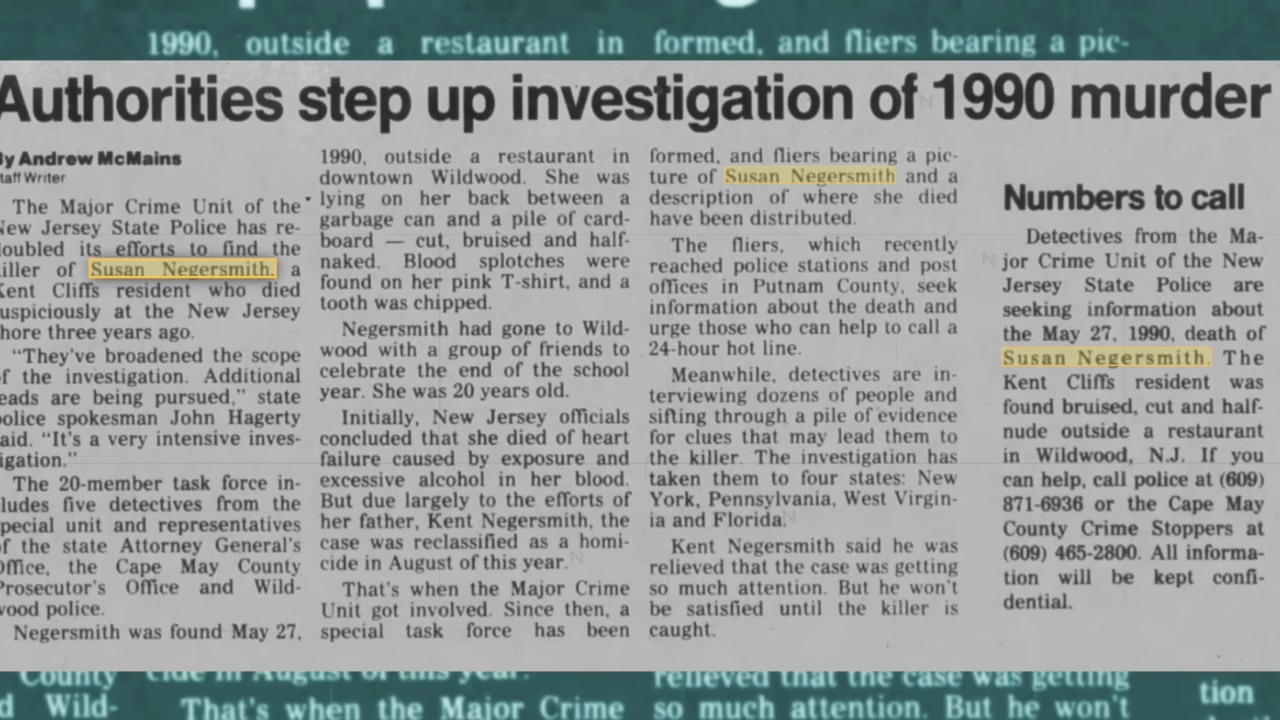 1990, outside a restaurant in formed, and fliers bearing a pic-
Authorities step up investigation of 1990 murder
By Andrew McMains
taff Writer
The Major Crime Unit of the
New Jersey State Police has re-
doubled its efforts to find the
killer of Susan Negersmith, a
Kent Cliffs resident who died
suspiciously at the New Jersey
shore three years ago.
"They've broadened the scope
of the investigation. Additional
leads are being pursued," state
police spokesman John Hagerty
said. "It's a very intensive inves-
tigation."
The 20-member task force in-
cludes five detectives from the
special unit and representatives
of the state Attorney General's
Office, the Cape May County
Prosecutor's Office and Wild-
wood police.
Negersmith was found May 27,
1990, outside a restaurant in
downtown Wildwood. She was
lying on her back between a
garbage can and a pile of card-
board — cut, bruised and half-
naked. Blood splotches were
found on her pink T-shirt, and a
tooth was chipped.
Negersmith had gone to Wild-
wood with a group of friends to
celebrate the end of the school
year. She was 20 years old.
Initially, New Jersey officials
concluded that she died of heart
failure caused by exposure and
excessive alcohol in her blood.
But due largely to the efforts of
her father, Kent Negersmith, the
case was reclassified as a homi-
cide in August of this year.
That's when the Major Crime
Unit got involved. Since then, a
special task force has been
formed, and fliers bearing a pic-
ture of Susan Negersmith and a
description of where she died
have been distributed.
The fliers, which recently
reached police stations and post
offices in Putnam County, seek
information about the death and
urge those who can help to call a
24-hour hot line.
Meanwhile, detectives are in-
terviewing dozens of people and
sifting through a pile of evidence
for clues that may lead them to
the killer. The investigation has
taken them to four states: New
York, Pennsylvania, West Virgin-
ia and Florida.
Kent Negersmith said he was
relieved that the case was getting
so much attention. But he won't
be satisfied until the killer is
caught.
Numbers to call
Detectives from the Ma-
jor Crime Unit of the New
Jersey State Police are
seeking information about
the May 27, 1990, death of
Susan Negersmith. The
Kent Cliffs resident was
found bruised, cut and half-
nude outside a restaurant
in Wildwood, N.J. If you
can help, call police at (609)
871-6936 or the Cape May
County Crime Stoppers at
(609) 465-2800. All informa-
tion will be kept confi-
dential.
County cide in August of this year. relieved that the case was getting
d Wild- That's when the Major Crime so much attention. But he won't tion